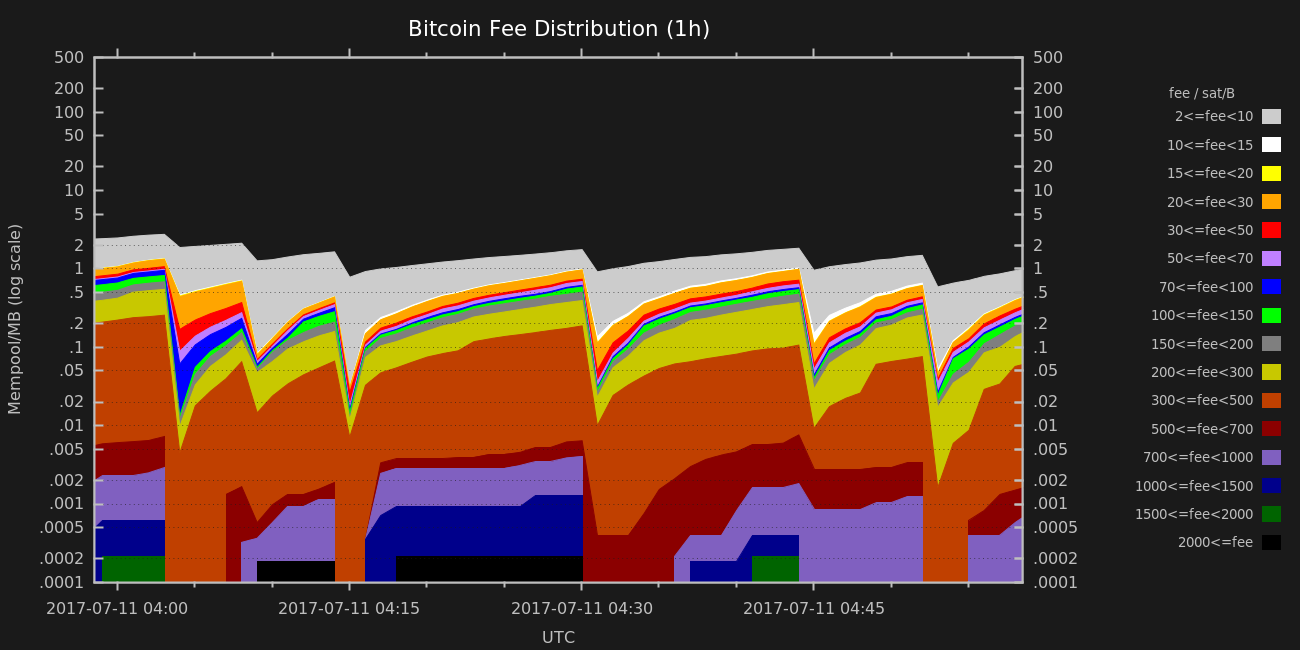 Bitcoin Fee Distribution (1h)
Mempool/MB (log scale)
500
200
100
50
20
10
5
2
1
.5
.2
.1
.05
.02
.01
.005
.002
.001
.0005
.0002
.0001
500
200
100
50
20
10
5
2
1
.5
.2
.1
.05
.02
.01
.005
.002
.001
.0005
.0002
.0001
2017-07-11 04:00
2017-07-11 04:15
2017-07-11 04:30
2017-07-11 04:45
UTC
fee / sat/B
2<=fee<10
10<=fee<15
15<=fee<20
20<=fee<30
30<=fee<50
50<=fee<70
70<=fee<100
100<=fee<150
150<=fee<200
200<=fee<300
300<=fee<500
500<=fee<700
700<=fee<1000
1000<=fee<1500
1500<=fee<2000
2000<=fee